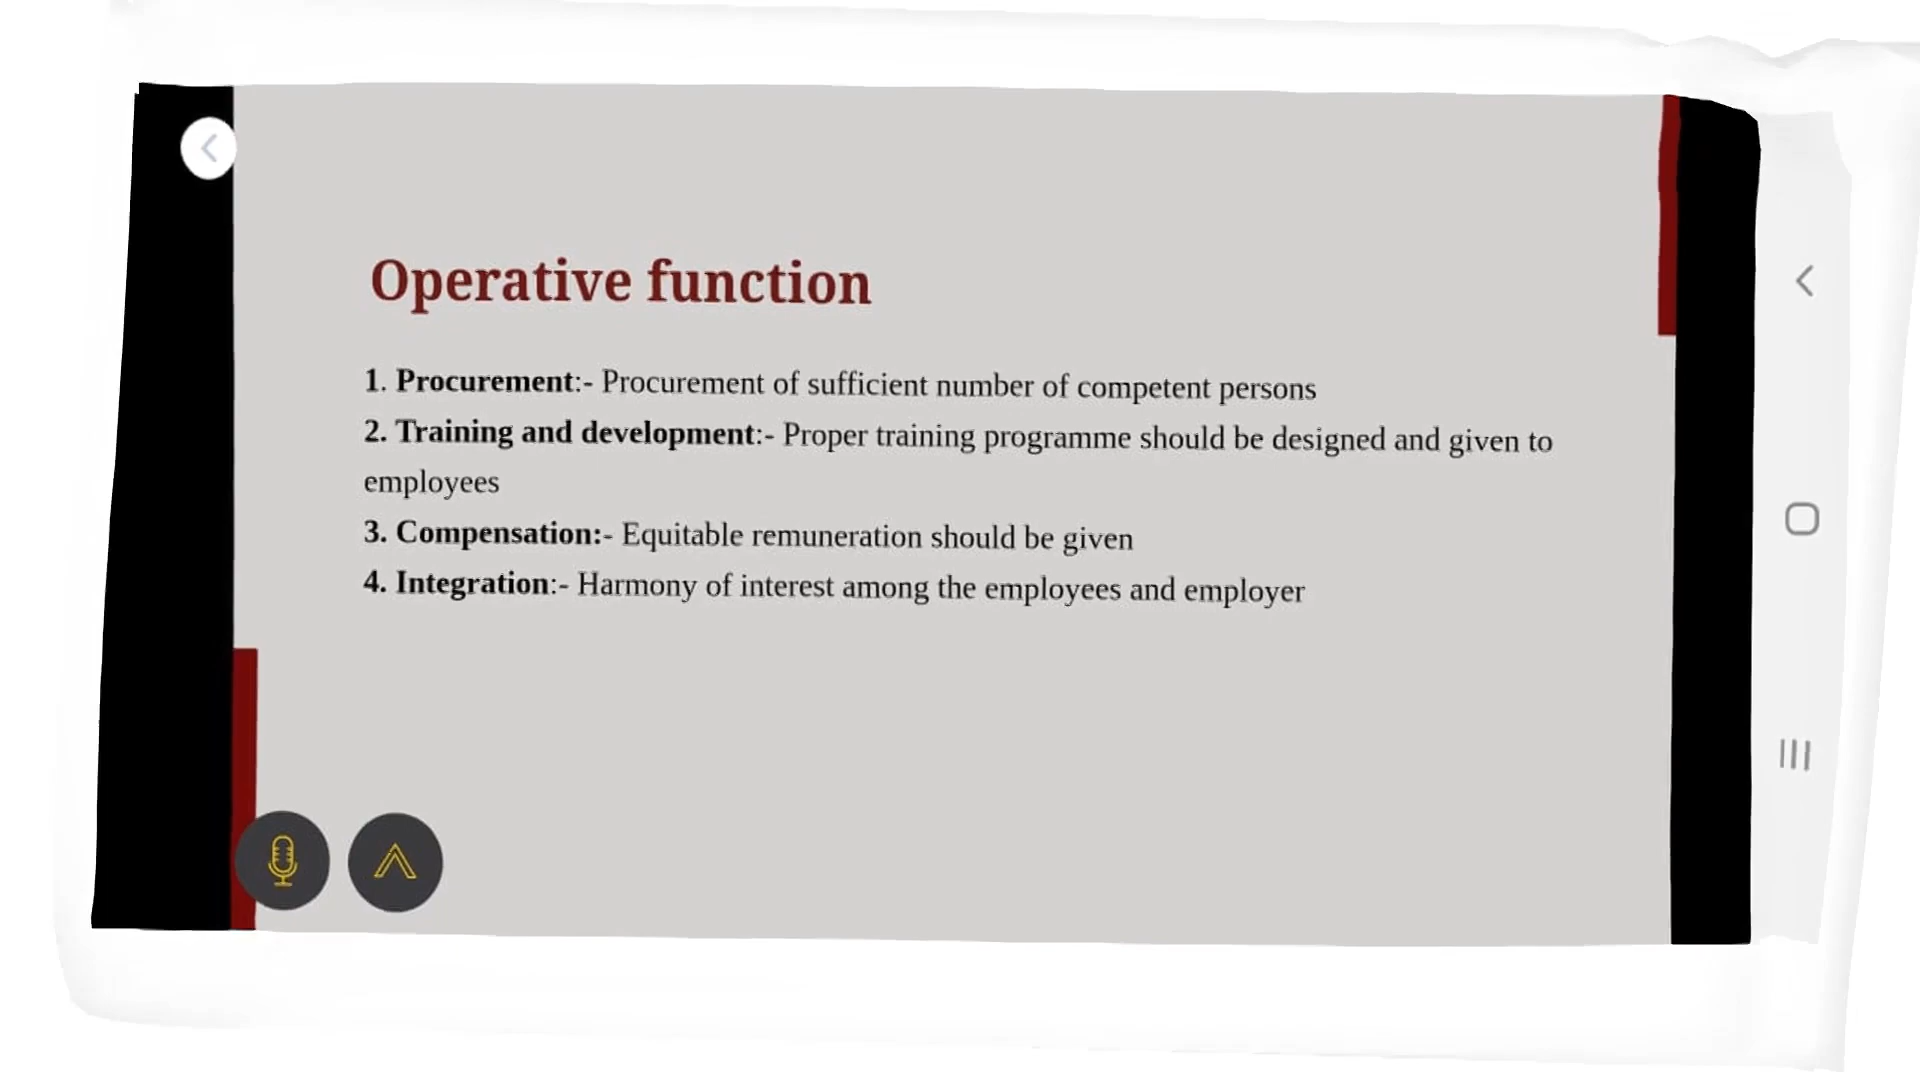 Operative function
1. Procurement:- Procurement of sufficient number of competent persons
2. Training and development:- Proper training programme should be designed and given to
employees
3. Compensation:- Equitable remuneration should be given
4. Integration:- Harmony of interest among the employees and employer